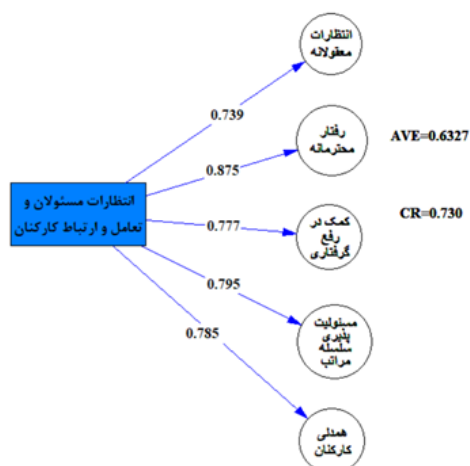 انتظارات
معقولانه
0.739
رفتار
محترمانه
AVE=0.6327
0.875
انتظارات مسئولان و
تعامل و ارتباط کارکنان
0.777
کمک در
رفع
گرفتاری
CR=0.730
0.795
مسئولیت
پذیری
سلسله
مراتب
0.785
همدلی
کارکنان